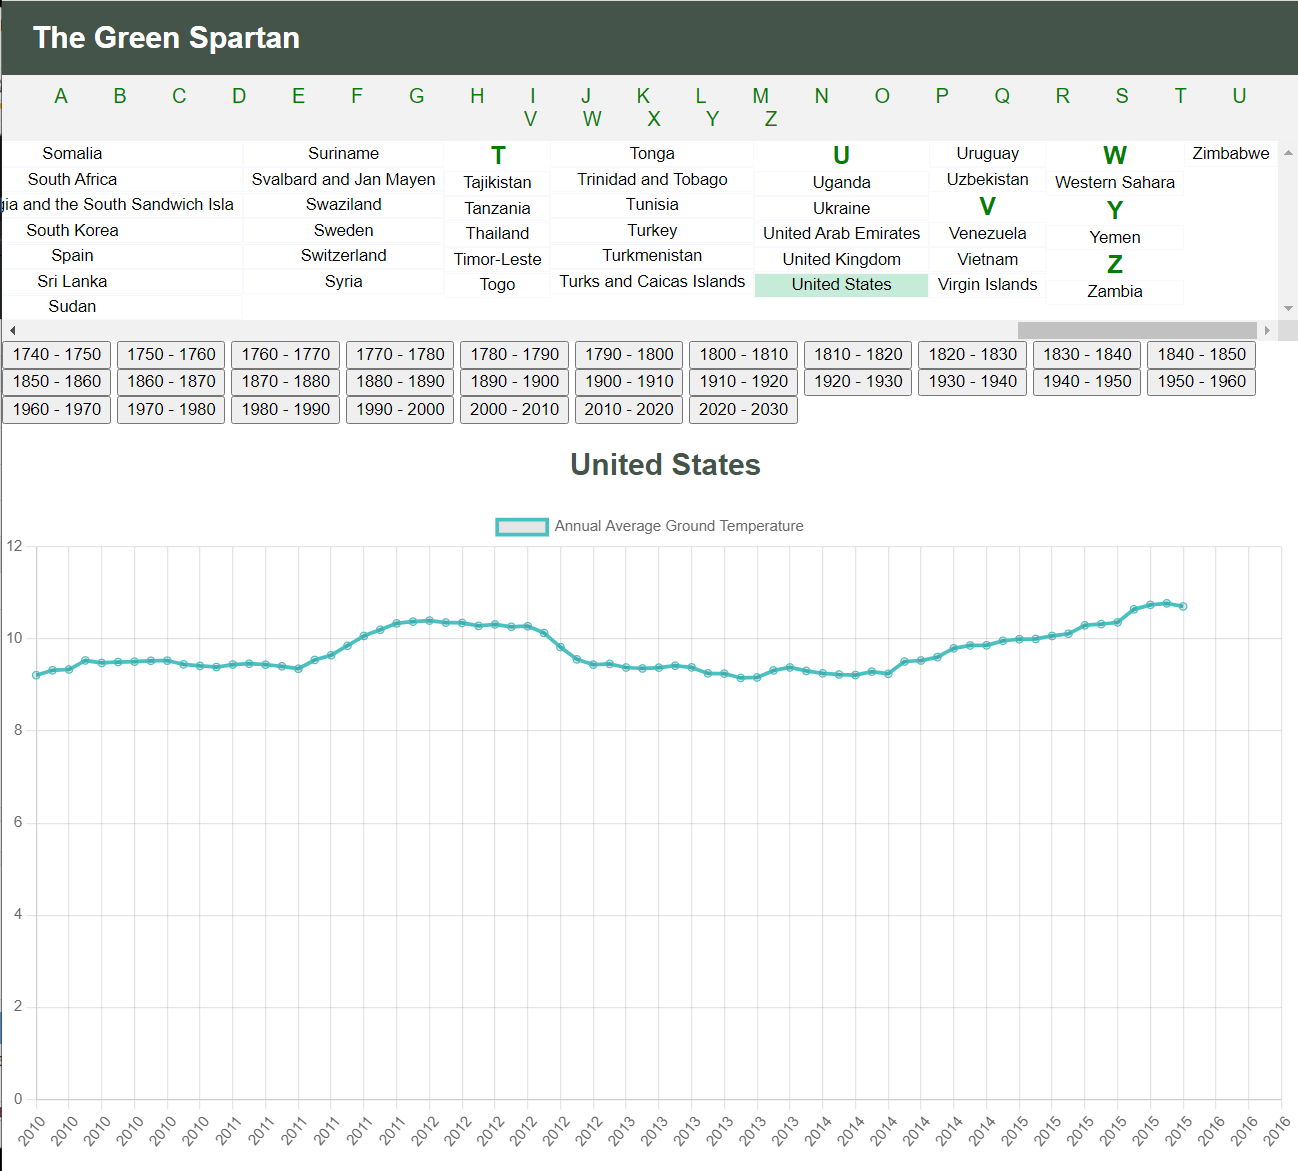 The Green Spartan
A B C D E F G H I J K L M N O P Q R S T U
V W X Y Z
Somalia
South Africa
gia and the South Sandwich Isla
South Korea
Spain
Sri Lanka
Sudan
Suriname
Svalbard and Jan Mayen
Swaziland
Sweden
Switzerland
Syria
T
Tajikistan
Tanzania
Thailand
Timor-Leste
Togo
Tonga
Trinidad and Tobago
Tunisia
Turkey
Turkmenistan
Turks and Caicas Islands
U
Uganda
Ukraine
United Arab Emirates
United Kingdom
United States
Uruguay
Uzbekistan
V
Venezuela
Vietnam
Virgin Islands
W
Western Sahara
Y
Yemen
Z
Zambia
Zimbabwe
1740 - 1750 1750 - 1760 1760 - 1770 1770 - 1780 1780 - 1790 1790 - 1800 1800 - 1810 1810 - 1820 1820 - 1830 1830 - 1840 1840 - 1850
1850 - 1860 1860 - 1870 1870 - 1880 1880 - 1890 1890 - 1900 1900 - 1910 1910 - 1920 1920 - 1930 1930 - 1940 1940 - 1950 1950 - 1960
1960 - 1970 1970 - 1980 1980 - 1990 1990 - 2000 2000 - 2010 2010 - 2020 2020 - 2030
United States
Annual Average Ground Temperature
12
10
8
6
4
2
0
2010 2010 2010 2010 2010 2010 2011 2011 2011 2011 2011 2011 2012 2012 2012 2012 2012 2012 2013 2013 2013 2013 2013 2013 2014 2014 2014 2014 2014 2014 2015 2015 2015 2015 2015 2015 2016 2016 2016